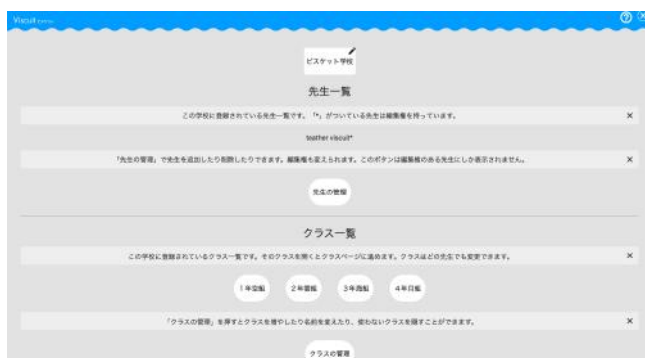 Viscuit
ビスケット学校
先生一覧
この学校に登録されている先生一覧です。「*」がついている先生は編集権を持っています。
teather viscuit*
「先生の管理」で先生を追加したり削除したりできます。編集権も変えられます。このボタンは編集権のある先生にしか表示されません。
先生の管理
クラス一覧
この学校に登録されているクラス一覧です。そのクラスを開くとクラスページに進めます。クラスはどの先生でも変更できます。
1年空組 2年雲組 3年海組 4年日組
「クラスの管理」を押すとクラスを増やしたり名前を変えたり、使わないクラスを隠すことができます。
クラスの管理